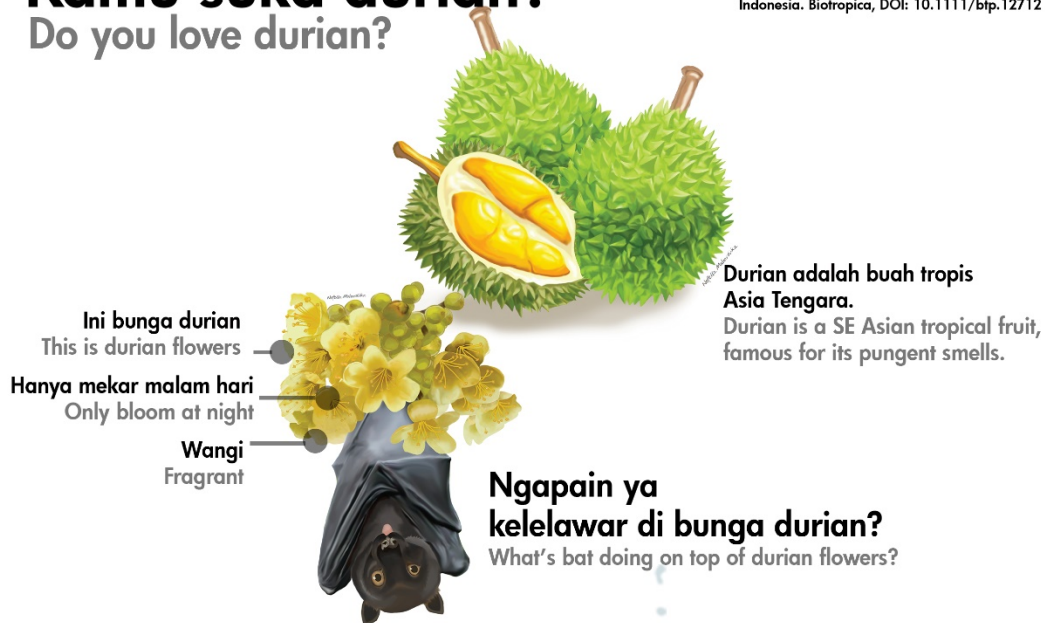 Kamu suka durian?
Do you love durian?
Indonesia. Biotropica, DOI: 10.1111/btp.12712
Durian adalah buah tropis
Asia Tengara.
Durian is a SE Asian tropical fruit,
famous for its pungent smells.
Ini bunga durian
This is durian flowers
Hanya mekar malam hari
Only bloom at night
Wangi
Fragrant
Ngapain ya
kelelawar di bunga durian?
What's bat doing on top of durian flowers?